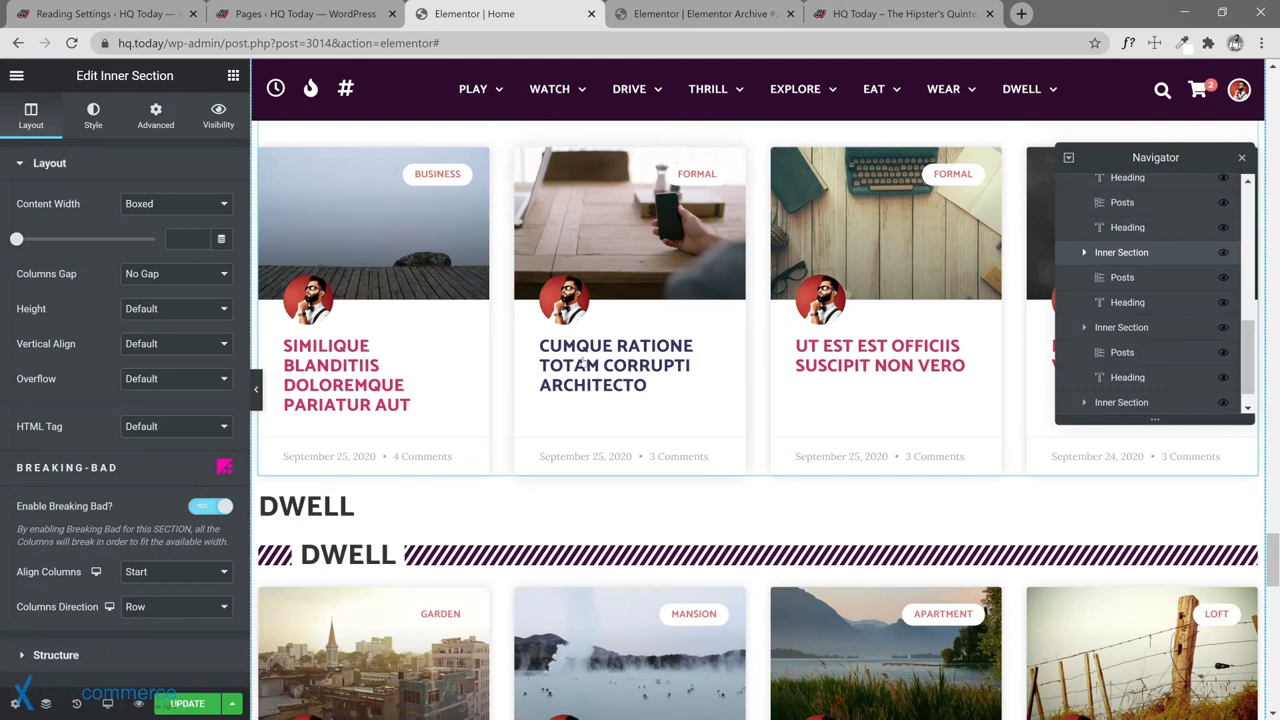 Reading Settings ‹ HQ Today — W
Pages ‹ HQ Today — WordPress
Elementor | Home
Elementor | Elementor Archive #
HQ Today – The Hipster's Quinte
hq.today/wp-admin/post.php?post=3014&action=elementor#
Edit Inner Section
Layout
Style
Advanced
Visibility
Layout
Content Width
Boxed
Columns Gap
No Gap
Height
Default
Vertical Align
Default
Overflow
Default
HTML Tag
Default
BREAKING-BAD
Enable Breaking Bad?
YES
By enabling Breaking Bad for this SECTION, all the
Columns will break in order to fit the available width.
Align Columns
Start
Columns Direction
Row
Structure
commerce
UPDATE
PLAY
WATCH
DRIVE
THRILL
EXPLORE
EAT
WEAR
DWELL
2
BUSINESS
SIMILIQUE
BLANDITIIS
DOLOREMQUE
PARIATUR AUT
September 25, 2020 • 4 Comments
FORMAL
CUMQUE RATIONE
TOTAM CORRUPTI
ARCHITECTO
September 25, 2020 • 3 Comments
FORMAL
UT EST EST OFFICIIS
SUSCIPIT NON VERO
September 25, 2020 • 3 Comments
September 24, 2020 • 3 Comments
Navigator
Heading
Posts
Heading
Inner Section
Posts
Heading
Inner Section
Posts
Heading
Inner Section
DWELL
DWELL
GARDEN
MANSION
APARTMENT
LOFT